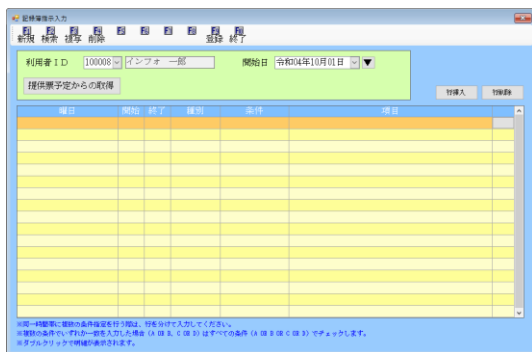 記録簿指示入力
新規 検索 複写 削除 登録 終了
利用者ID 100008 インフォ 一郎 開始日 令和04年10月01日 ▼
提供票予定からの取得
行挿入 行削除
曜日 開始 終了 種別 条件 項目
※同一時間帯に複数の条件指定を行う際は、行を分けて入力してください。
※複数の条件でいずれか一致を入力した場合(A OR B, C OR D)はすべての条件(A OR B OR C OR D)でチェックします。
※ダブルクリックで明細が表示されます。